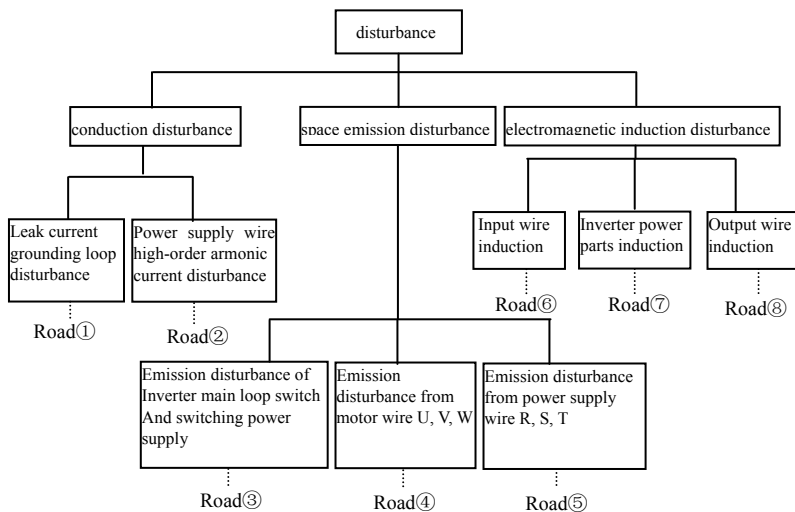 disturbance
conduction disturbance
space emission disturbance
electromagnetic induction disturbance
Leak current
grounding loop
disturbance
Power supply wire
high-order armonic
current disturbance
Input wire
induction
Inverter power
parts induction
Output wire
induction
Road①
Road②
Road⑥
Road⑦
Road⑧
Emission disturbance of
Inverter main loop switch
And switching power
supply
Emission
disturbance from
motor wire U, V, W
Emission disturbance
from power supply
wire R, S, T
Road③
Road④
Road⑤